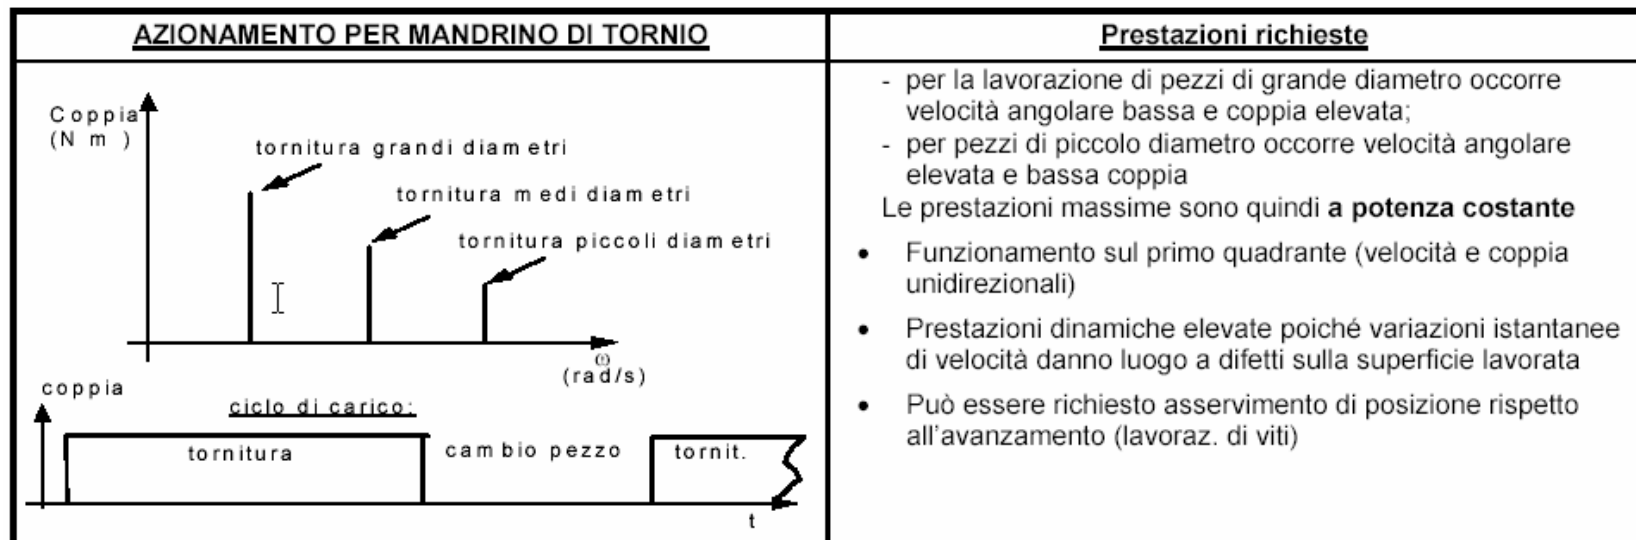 AZIONAMENTO PER MANDRINO DI TORNIO
Coppia
(N m )
tornitura grandi diametri
tornitura medi diametri
tornitura piccoli diametri
ω
(rad/s)
coppia
ciclo di carico:
tornitura
cambio pezzo
tornit.
t
Prestazioni richieste
- per la lavorazione di pezzi di grande diametro occorre
velocità angolare bassa e coppia elevata;
- per pezzi di piccolo diametro occorre velocità angolare
elevata e bassa coppia
Le prestazioni massime sono quindi a potenza costante
• Funzionamento sul primo quadrante (velocità e coppia
unidirezionali)
• Prestazioni dinamiche elevate poiché variazioni istantanee
di velocità danno luogo a difetti sulla superficie lavorata
• Può essere richiesto asservimento di posizione rispetto
all'avanzamento (lavoraz. di viti)